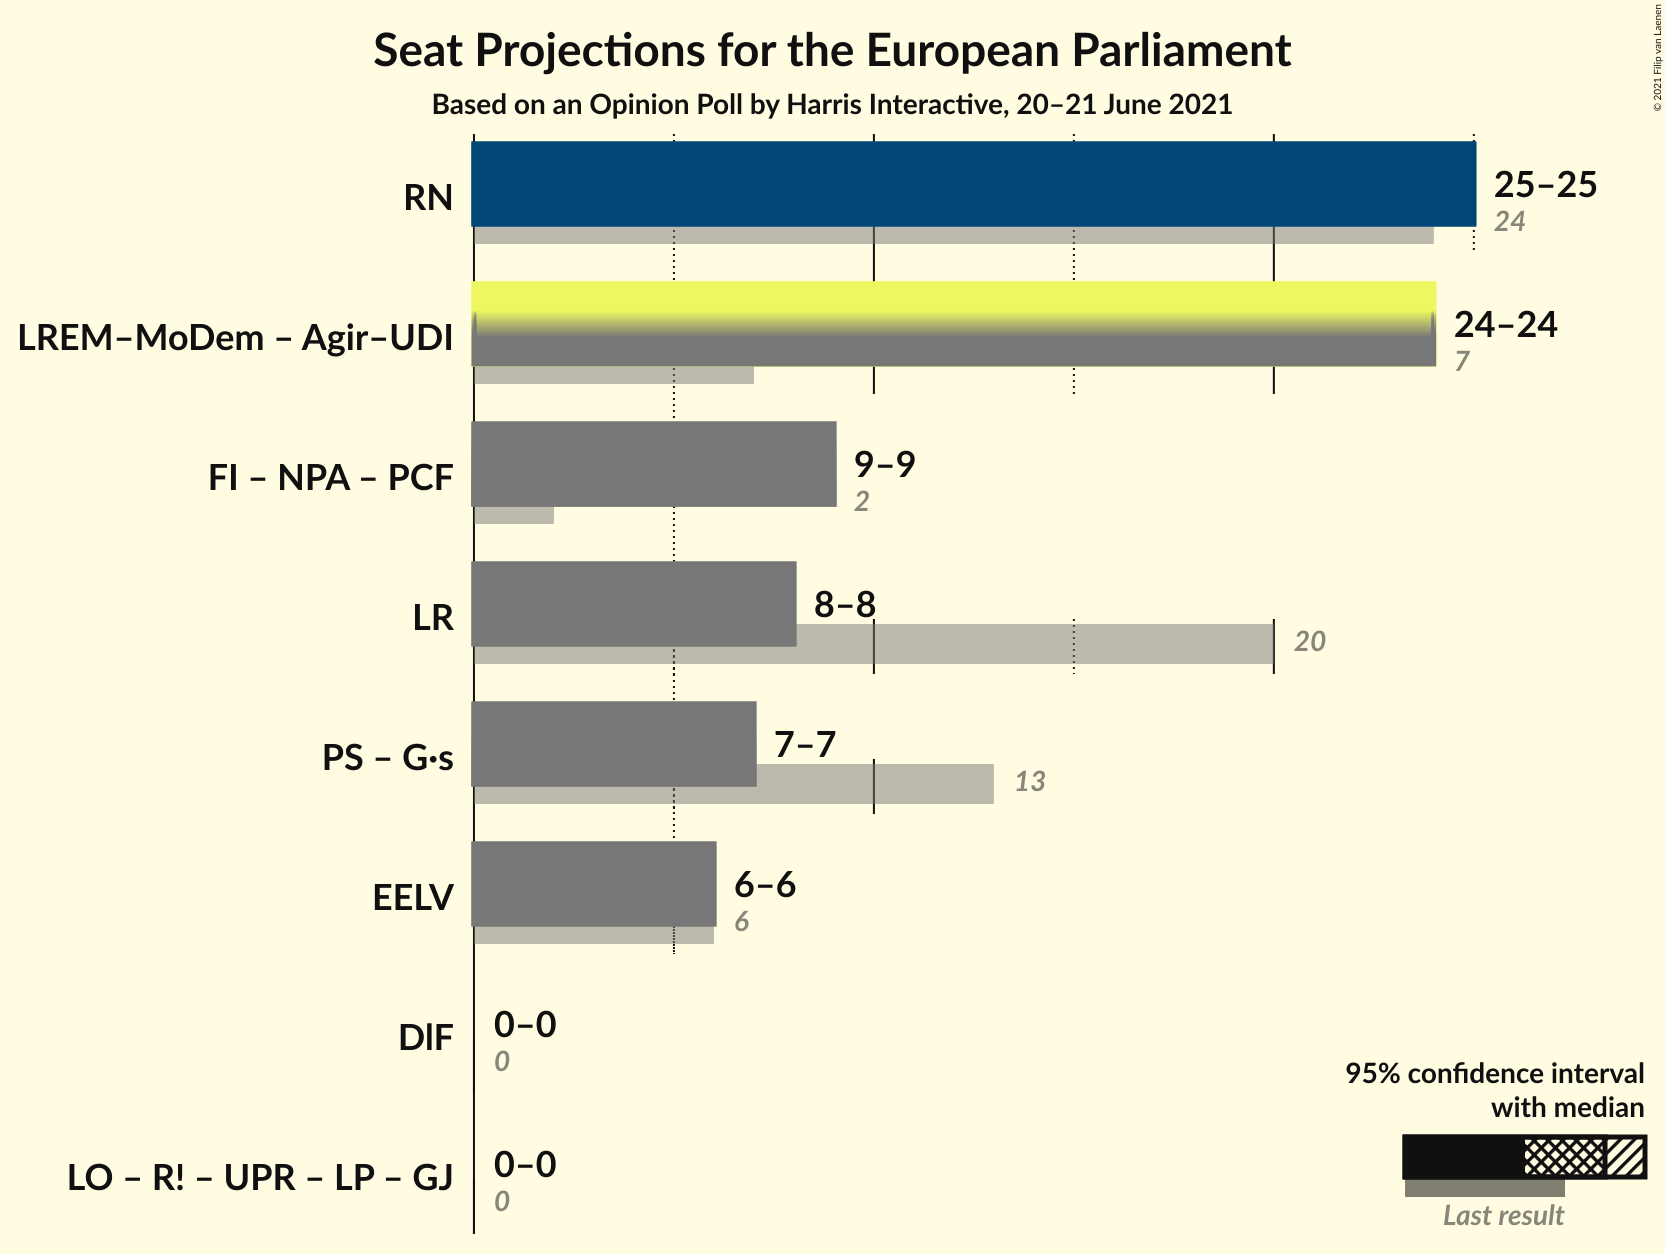 Seat Projections for the European Parliament
Based on an Opinion Poll by Harris Interactive, 20–21 June 2021
© 2021 Filip van Laenen
RN
25–25
24
LREM–MoDem – Agir–UDI
24–24
7
FI – NPA – PCF
9–9
2
LR
8–8
20
PS – G·s
7–7
13
EELV
6–6
6
DlF
0–0
0
LO – R! – UPR – LP – GJ
0–0
0
95% confidence interval
with median
Last result